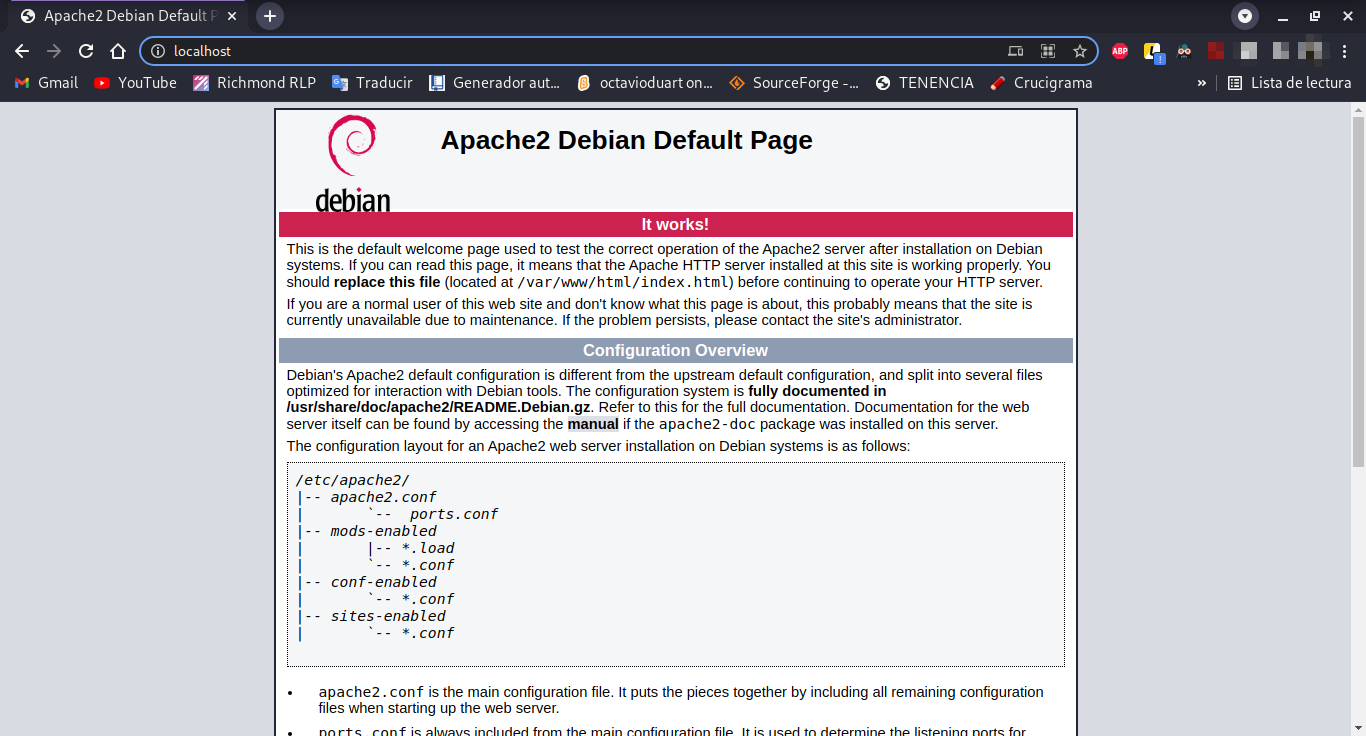 Apache2 Debian Default P
localhost
ABP
Gmail YouTube Richmond RLP Traducir Generador aut... octavioduart on... SourceForge -... TENENCIA Crucigrama » Lista de lectura
debian
Apache2 Debian Default Page
It works!
This is the default welcome page used to test the correct operation of the Apache2 server after installation on Debian
systems. If you can read this page, it means that the Apache HTTP server installed at this site is working properly. You
should replace this file (located at /var/www/html/index.html) before continuing to operate your HTTP server.
If you are a normal user of this web site and don't know what this page is about, this probably means that the site is
currently unavailable due to maintenance. If the problem persists, please contact the site's administrator.
Configuration Overview
Debian's Apache2 default configuration is different from the upstream default configuration, and split into several files
optimized for interaction with Debian tools. The configuration system is fully documented in
/usr/share/doc/apache2/README.Debian.gz. Refer to this for the full documentation. Documentation for the web
server itself can be found by accessing the manual if the apache2-doc package was installed on this server.
The configuration layout for an Apache2 web server installation on Debian systems is as follows:
/etc/apache2/
|-- apache2.conf
|       `--  ports.conf
|-- mods-enabled
|       |-- *.load
|       `-- *.conf
|-- conf-enabled
|       `-- *.conf
|-- sites-enabled
|       `-- *.conf
• apache2.conf is the main configuration file. It puts the pieces together by including all remaining configuration
files when starting up the web server.
• ports.conf is always included from the main configuration file. It is used to determine the listening ports for